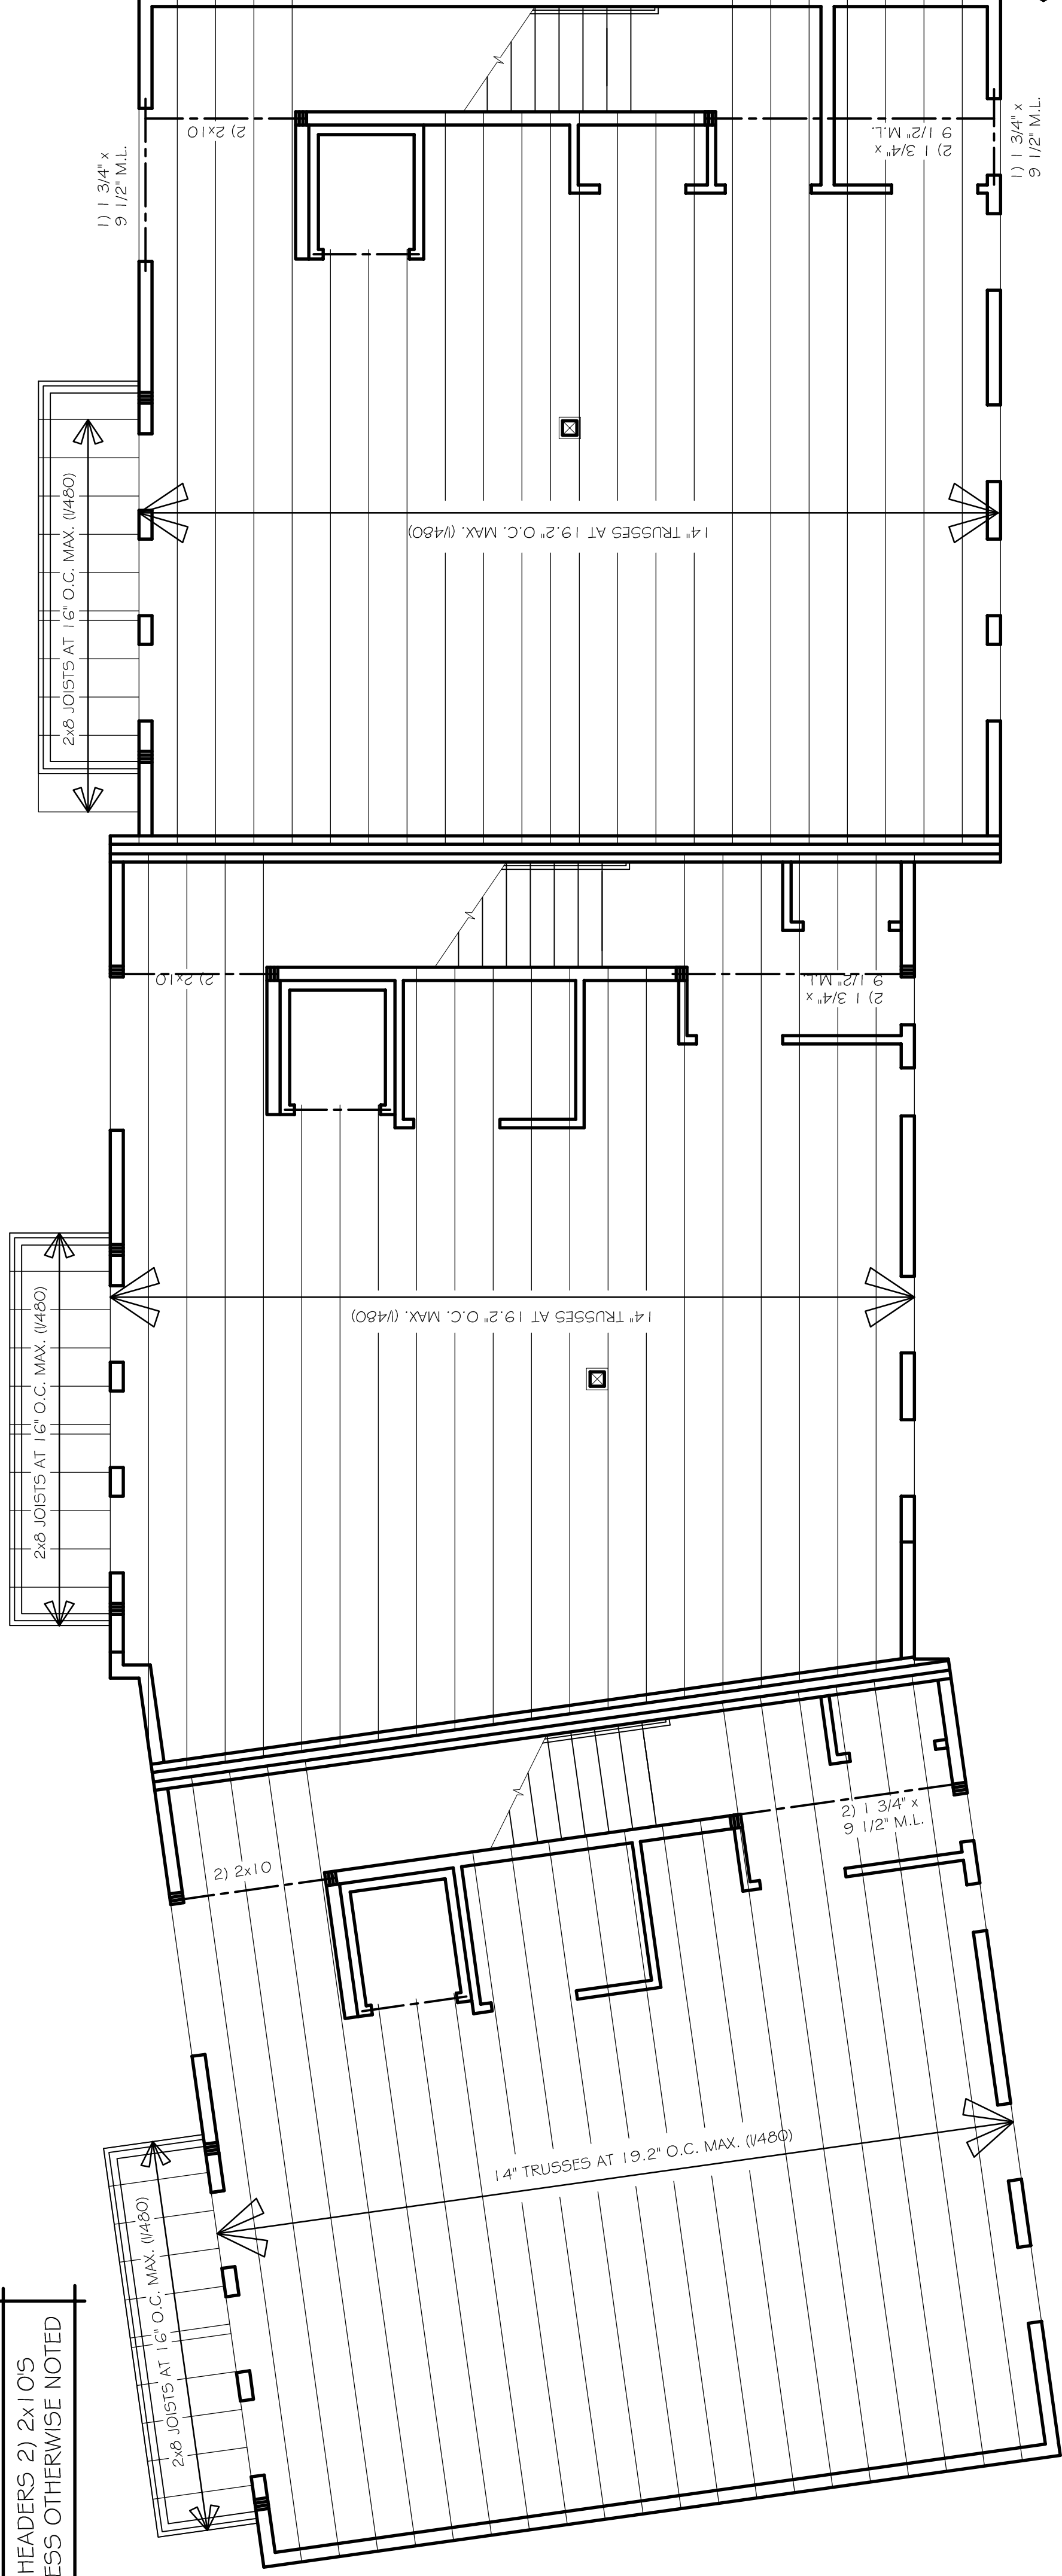 1) 1 3/4" x
9 1/2" M.L.
2) 2x10
2) 1 3/4" x
9 1/2" M.L.
1) 1 3/4" x
9 1/2" M.L.
2x8 JOISTS AT 16" O.C. MAX. (l/480)
14" TRUSSES AT 19.2" O.C. MAX. (l/480)
2) 2x10
2) 1 3/4" x
9 1/2" M.L.
2x8 JOISTS AT 16" O.C. MAX. (l/480)
14" TRUSSES AT 19.2" O.C. MAX. (l/480)
2) 2x10
2) 1 3/4" x
9 1/2" M.L.
14" TRUSSES AT 19.2" O.C. MAX. (l/480)
2x8 JOISTS AT 16" O.C. MAX. (l/480)
HEADERS 2) 2x10'S
OTHERWISE NOTED